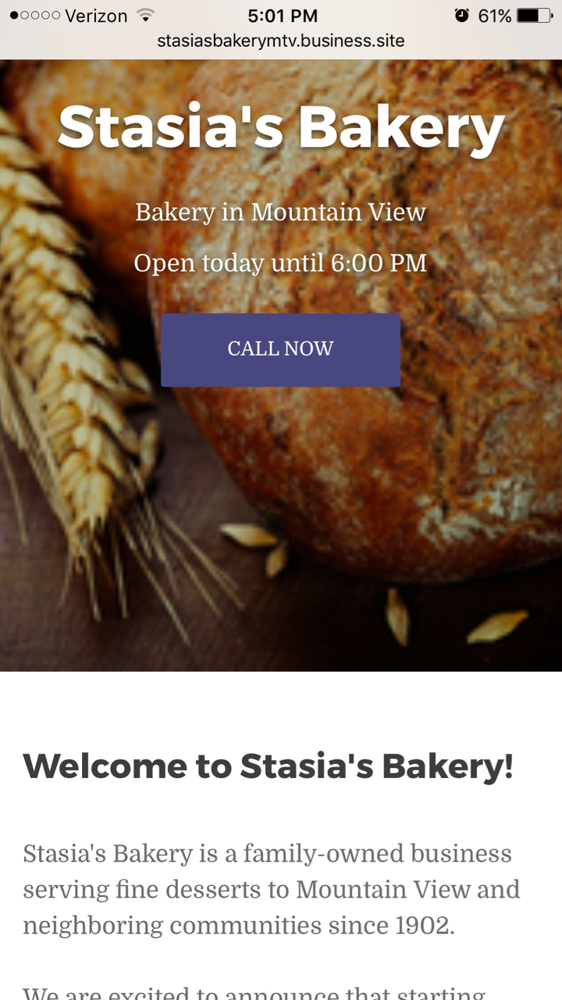 Verizon 5:01 PM 61%
stasiasbakerymtv.business.site
Stasia's Bakery
Bakery in Mountain View
Open today until 6:00 PM
CALL NOW
Welcome to Stasia's Bakery!
Stasia's Bakery is a family-owned business
serving fine desserts to Mountain View and
neighboring communities since 1902.
We are excited to announce that starting